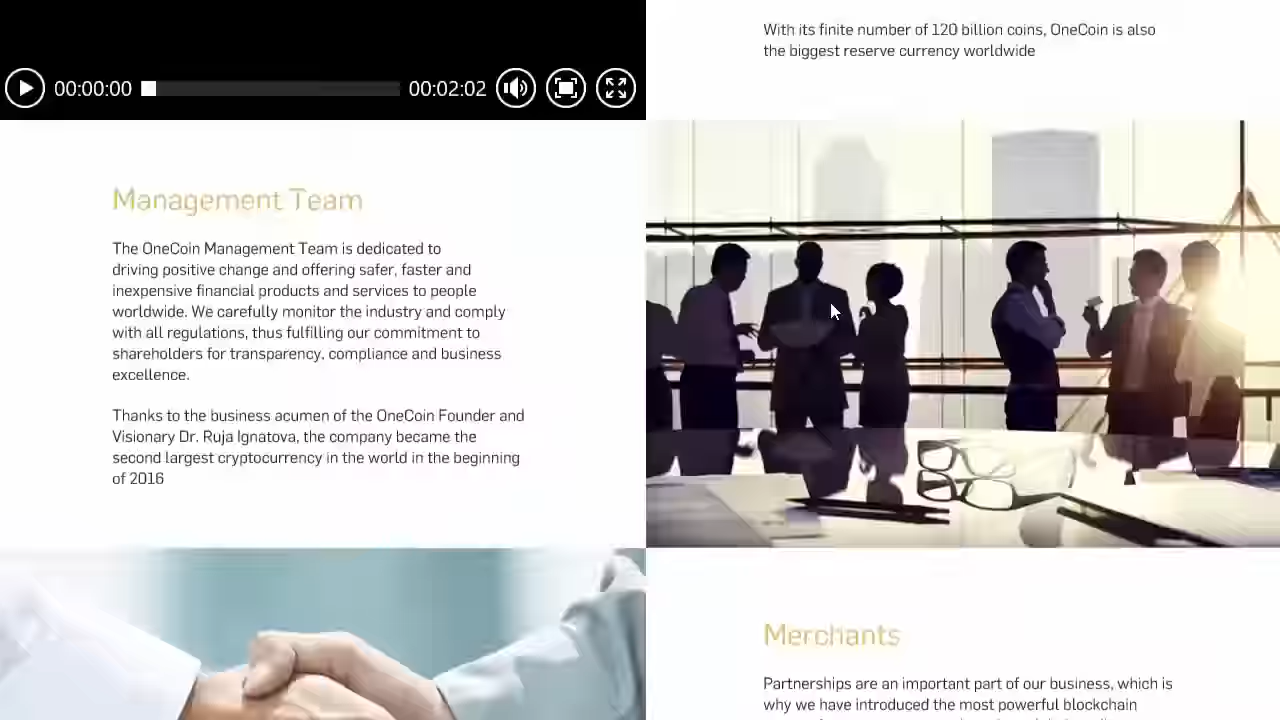 00:00:00
00:02:02
With its finite number of 120 billion coins, OneCoin is also
the biggest reserve currency worldwide
Management Team
The OneCoin Management Team is dedicated to
driving positive change and offering safer, faster and
inexpensive financial products and services to people
worldwide. We carefully monitor the industry and comply
with all regulations, thus fulfilling our commitment to
shareholders for transparency, compliance and business
excellence.
Thanks to the business acumen of the OneCoin Founder and
Visionary Dr. Ruja Ignatova, the company became the
second largest cryptocurrency in the world in the beginning
of 2016
Merchants
Partnerships are an important part of our business, which is
why we have introduced the most powerful blockchain